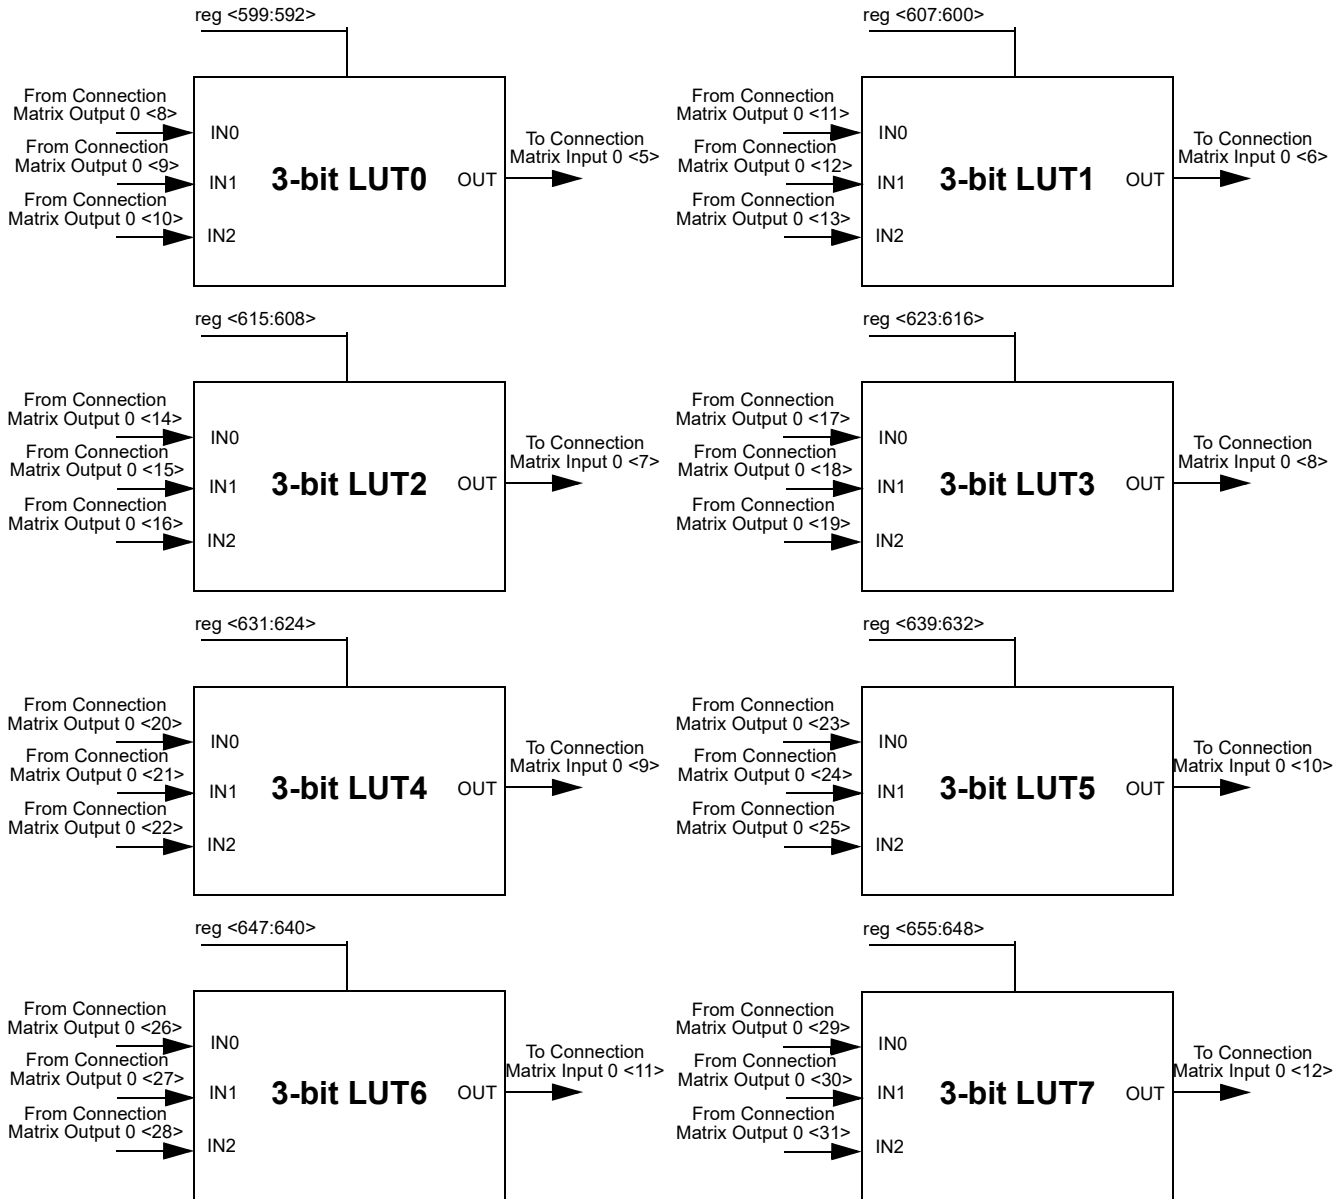 reg <599:592>
From Connection
Matrix Output 0 <8>
From Connection
Matrix Output 0 <9>
From Connection
Matrix Output 0 <10>
IN0
IN1
IN2
3-bit LUT0
OUT
To Connection
Matrix Input 0 <5>
reg <607:600>
From Connection
Matrix Output 0 <11>
From Connection
Matrix Output 0 <12>
From Connection
Matrix Output 0 <13>
IN0
IN1
IN2
3-bit LUT1
OUT
To Connection
Matrix Input 0 <6>
reg <615:608>
From Connection
Matrix Output 0 <14>
From Connection
Matrix Output 0 <15>
From Connection
Matrix Output 0 <16>
IN0
IN1
IN2
3-bit LUT2
OUT
To Connection
Matrix Input 0 <7>
reg <623:616>
From Connection
Matrix Output 0 <17>
From Connection
Matrix Output 0 <18>
From Connection
Matrix Output 0 <19>
IN0
IN1
IN2
3-bit LUT3
OUT
To Connection
Matrix Input 0 <8>
reg <631:624>
From Connection
Matrix Output 0 <20>
From Connection
Matrix Output 0 <21>
From Connection
Matrix Output 0 <22>
IN0
IN1
IN2
3-bit LUT4
OUT
To Connection
Matrix Input 0 <9>
reg <639:632>
From Connection
Matrix Output 0 <23>
From Connection
Matrix Output 0 <24>
From Connection
Matrix Output 0 <25>
IN0
IN1
IN2
3-bit LUT5
OUT
To Connection
Matrix Input 0 <10>
reg <647:640>
From Connection
Matrix Output 0 <26>
From Connection
Matrix Output 0 <27>
From Connection
Matrix Output 0 <28>
IN0
IN1
IN2
3-bit LUT6
OUT
To Connection
Matrix Input 0 <11>
reg <655:648>
From Connection
Matrix Output 0 <29>
From Connection
Matrix Output 0 <30>
From Connection
Matrix Output 0 <31>
IN0
IN1
IN2
3-bit LUT7
OUT
To Connection
Matrix Input 0 <12>